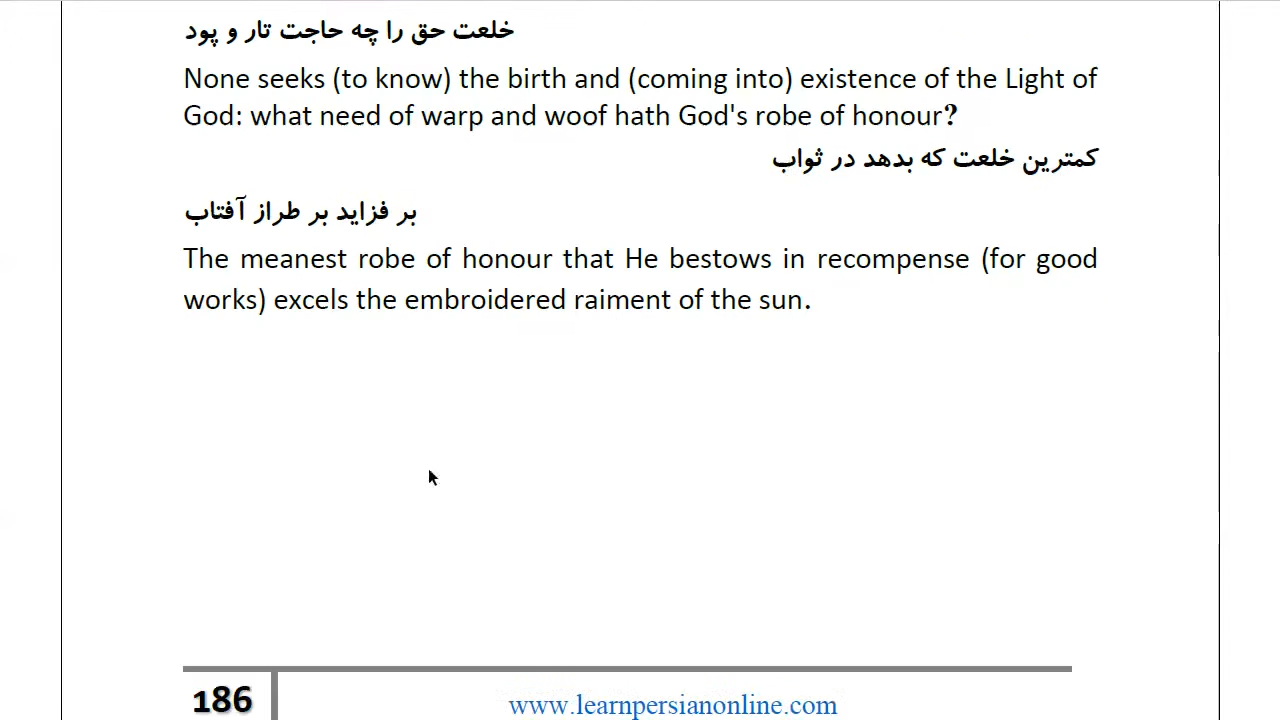 خلعت حق را چه حاجت تار و پود
None seeks (to know) the birth and (coming into) existence of the Light of
God: what need of warp and woof hath God's robe of honour?
کمترین خلعت که بدهد در ثواب
بر فزاید بر طراز آفتاب
The meanest robe of honour that He bestows in recompense (for good
works) excels the embroidered raiment of the sun.
186
www.learnpersianonline.com